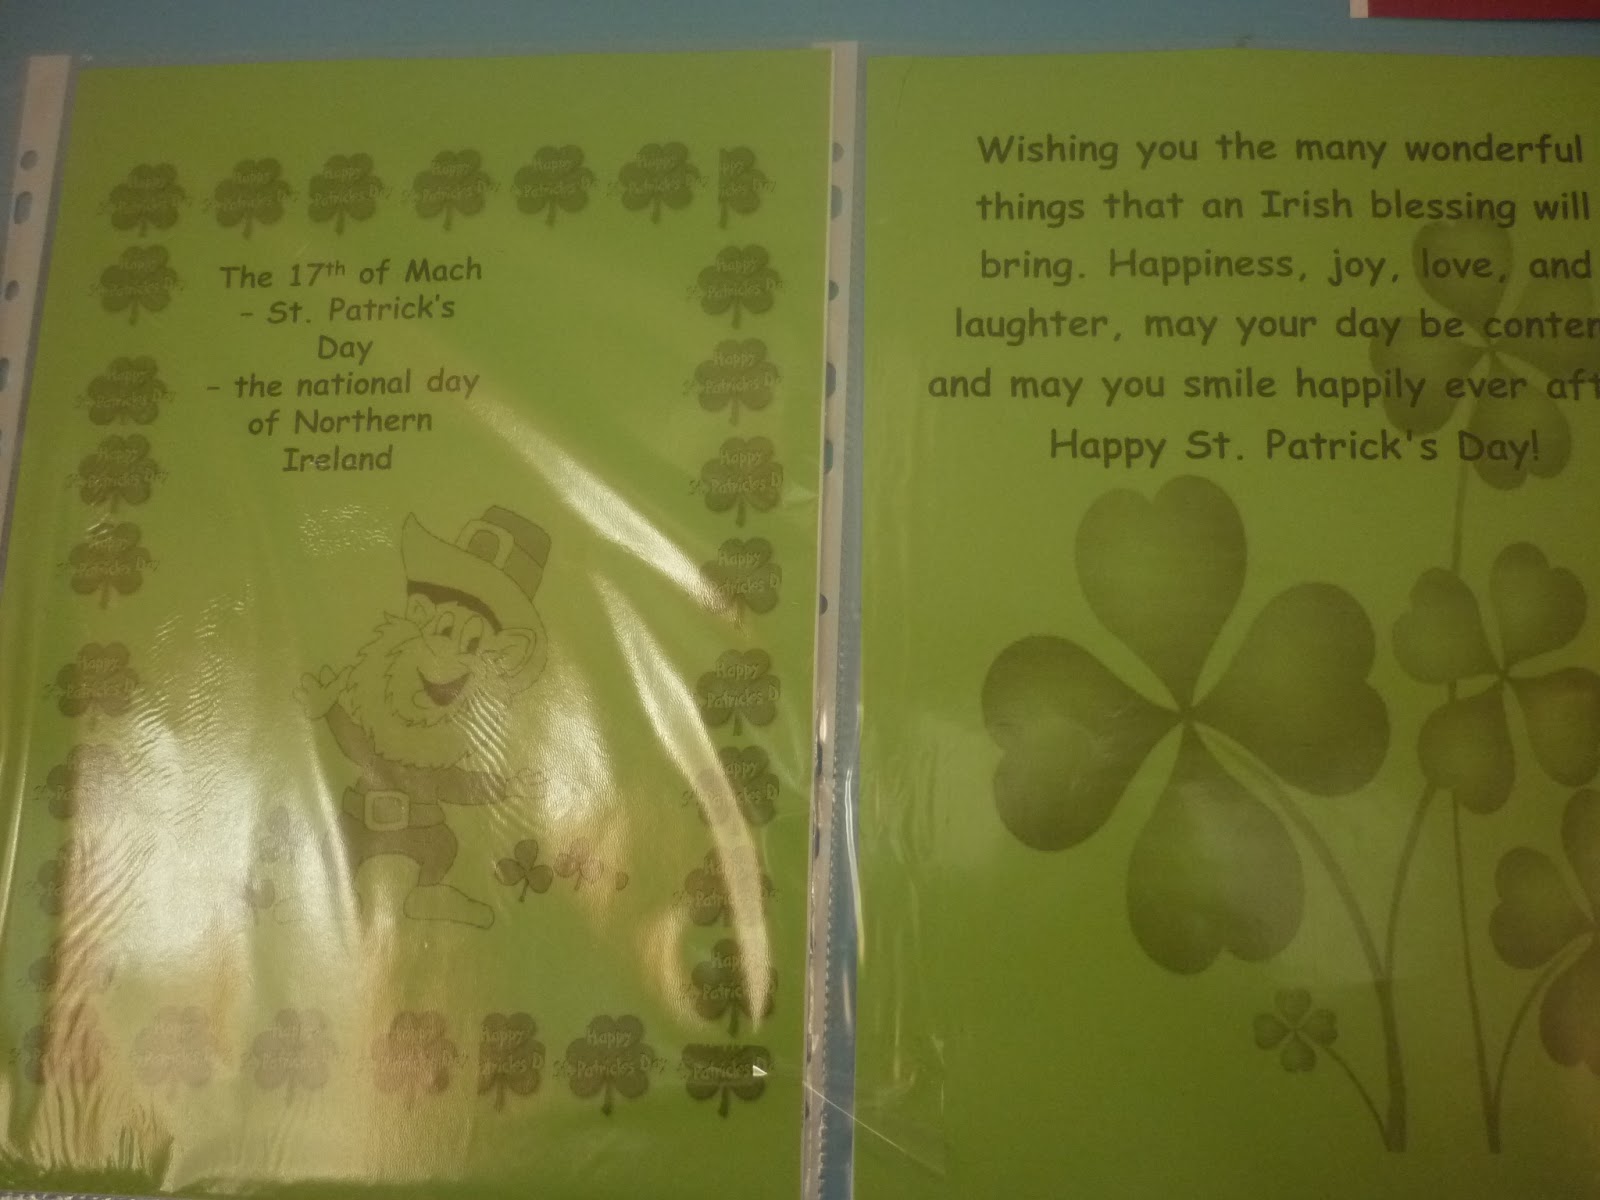 The 17th of Mach
– St. Patrick's
Day
– the national day
of Northern
Ireland
Wishing you the many wonderful
things that an Irish blessing will
bring. Happiness, joy, love, and
laughter, may your day be conten
and may you smile happily ever aft
Happy St. Patrick's Day!